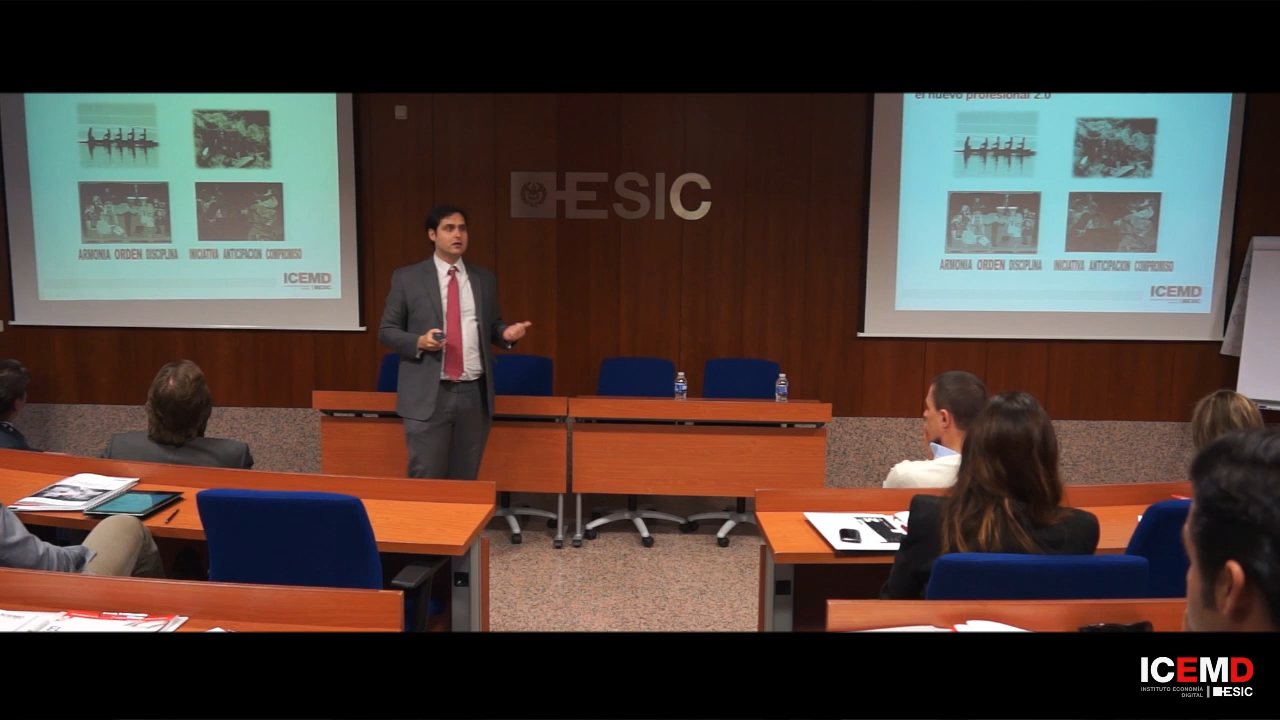 el nuevo profesional 2.0
ESIC
ARMONIA ORDEN DISCIPLINA INICIATIVA ANTICIPACION COMPROMISO
ICEMD
ARMONIA ORDEN DISCIPLINA INICIATIVA ANTICIPACION COMPROMISO
ICEMD
ICEMD
INSTITUTO ECONOMÍA
DIGITAL
ESIC